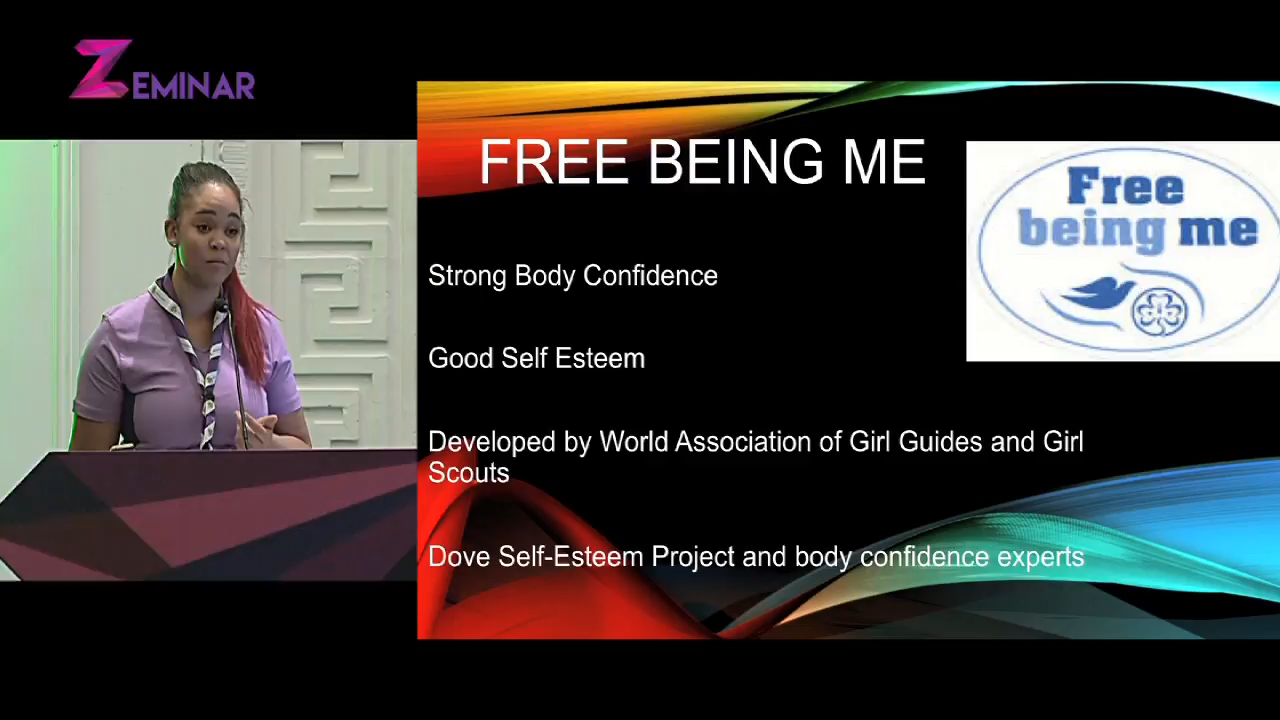 ZEMINAR
FREE BEING ME
Free
being me
Strong Body Confidence
Good Self Esteem
Developed by World Association of Girl Guides and Girl
Scouts
Dove Self-Esteem Project and body confidence experts